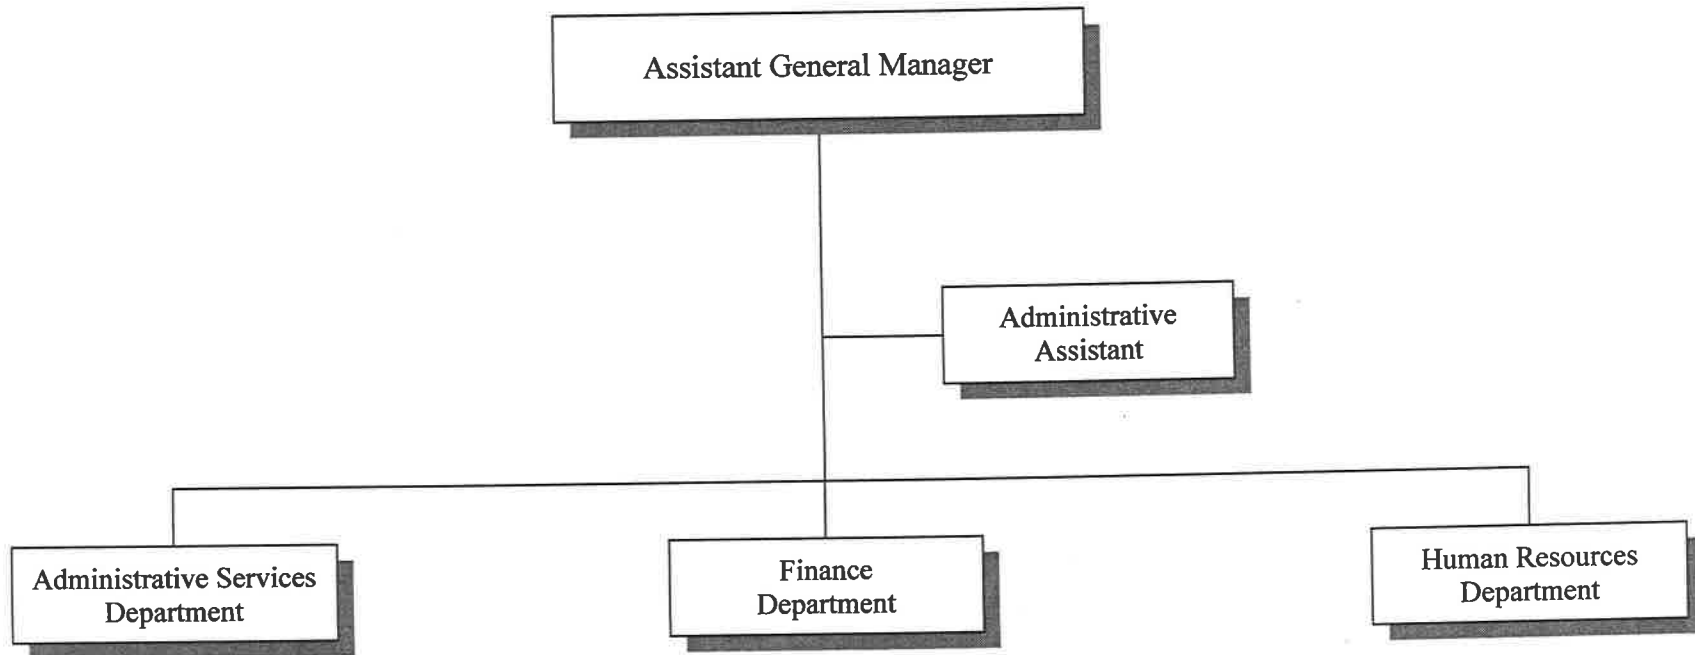 Assistant General Manager
Administrative
Assistant
Administrative Services
Department
Finance
Department
Human Resources
Department